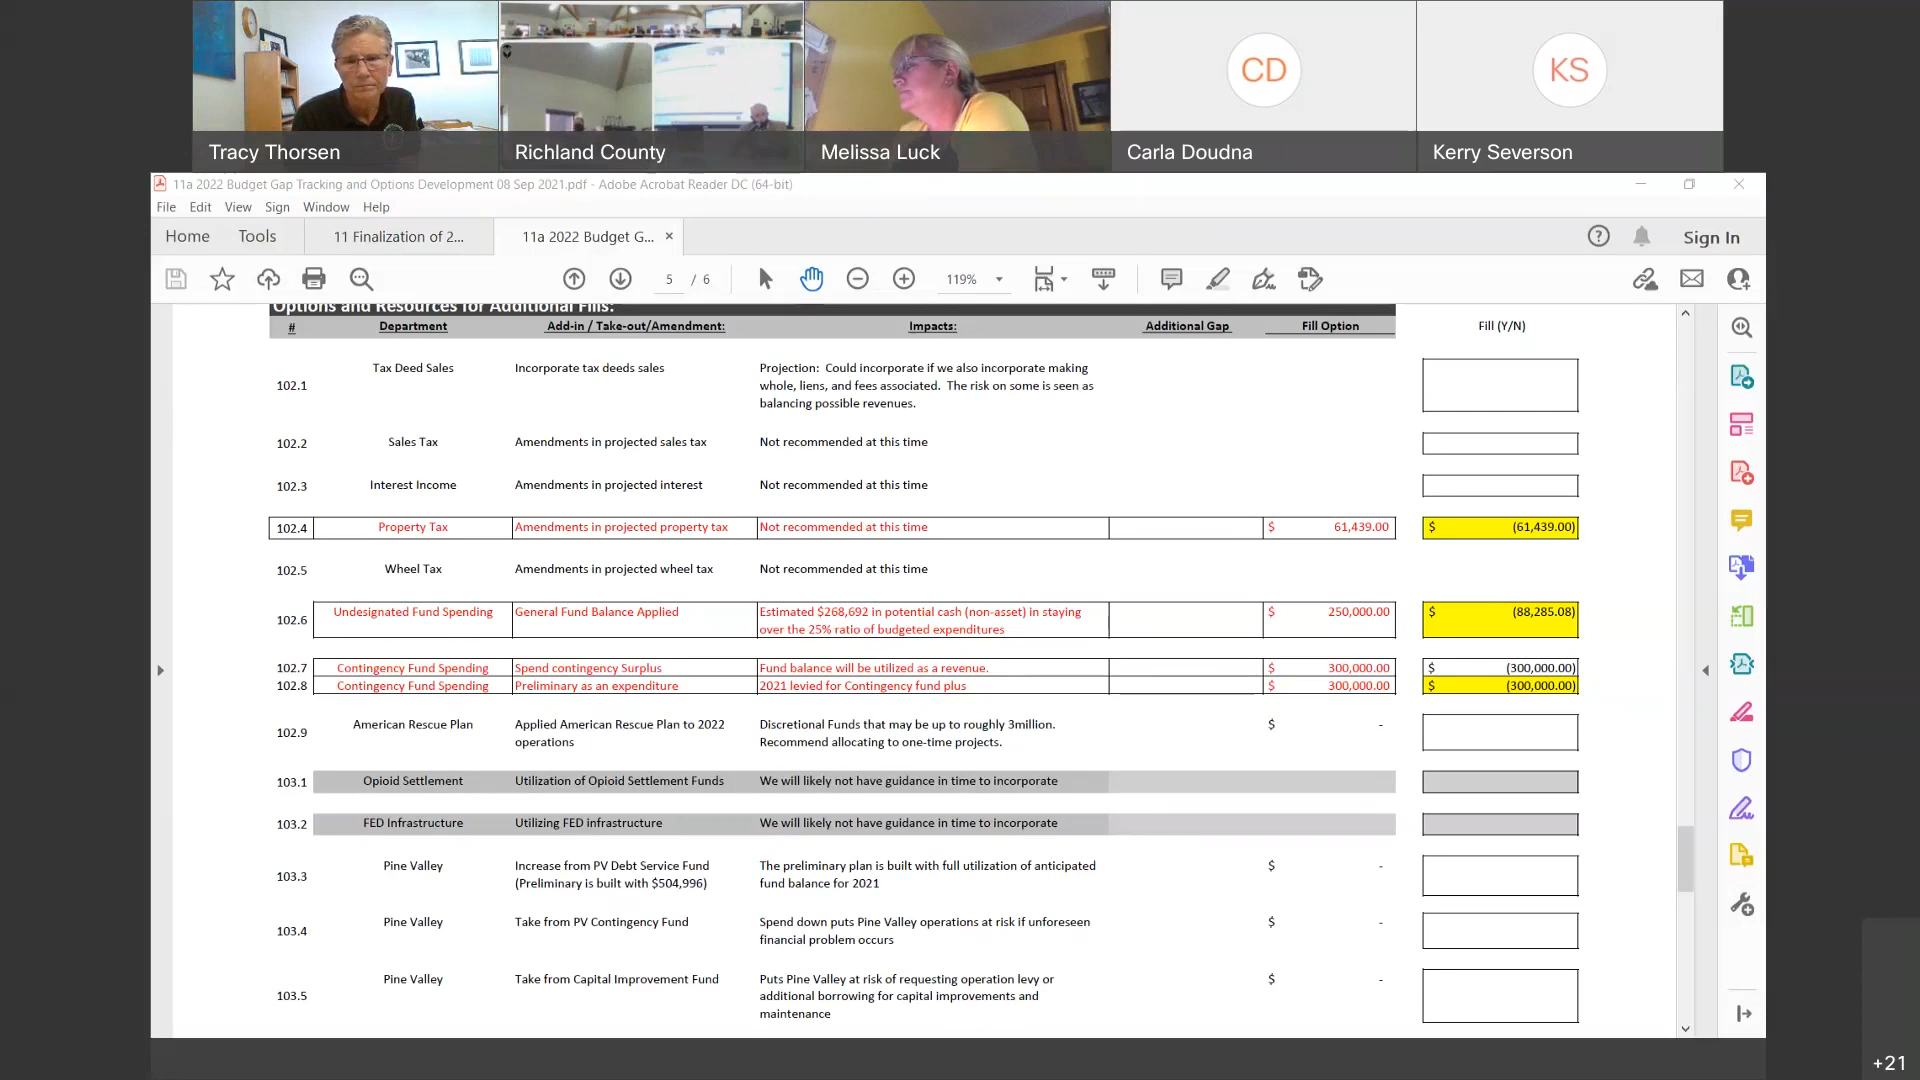 CD
KS
Tracy Thorsen
Richland County
Melissa Luck
Carla Doudna
Kerry Severson
11a 2022 Budget Gap Tracking and Options Development 08 Sep 2021.pdf - Adobe Acrobat Reader DC (64-bit)
File Edit View Sign Window Help
Home Tools 11 Finalization of 2... 11a 2022 Budget G... × Sign In
5 / 6 119%
Options and Resources for Additional Fills:
# Department Add-in / Take-out/Amendment: Impacts: Additional Gap Fill Option Fill (Y/N)
102.1 Tax Deed Sales Incorporate tax deeds sales Projection: Could incorporate if we also incorporate making
whole, liens, and fees associated. The risk on some is seen as
balancing possible revenues.
102.2 Sales Tax Amendments in projected sales tax Not recommended at this time
102.3 Interest Income Amendments in projected interest Not recommended at this time
102.4 Property Tax Amendments in projected property tax Not recommended at this time $ 61,439.00 $ (61,439.00)
102.5 Wheel Tax Amendments in projected wheel tax Not recommended at this time
102.6 Undesignated Fund Spending General Fund Balance Applied Estimated $268,692 in potential cash (non-asset) in staying $ 250,000.00 $ (88,285.08)
over the 25% ratio of budgeted expenditures
102.7 Contingency Fund Spending Spend contingency Surplus Fund balance will be utilized as a revenue. $ 300,000.00 $ (300,000.00)
102.8 Contingency Fund Spending Preliminary as an expenditure 2021 levied for Contingency fund plus $ 300,000.00 $ (300,000.00)
102.9 American Rescue Plan Applied American Rescue Plan to 2022 Discretional Funds that may be up to roughly 3million. $ -
operations Recommend allocating to one-time projects.
103.1 Opioid Settlement Utilization of Opioid Settlement Funds We will likely not have guidance in time to incorporate
103.2 FED Infrastructure Utilizing FED infrastructure We will likely not have guidance in time to incorporate
103.3 Pine Valley Increase from PV Debt Service Fund The preliminary plan is built with full utilization of anticipated $ -
(Preliminary is built with $504,996) fund balance for 2021
103.4 Pine Valley Take from PV Contingency Fund Spend down puts Pine Valley operations at risk if unforeseen $ -
financial problem occurs
103.5 Pine Valley Take from Capital Improvement Fund Puts Pine Valley at risk of requesting operation levy or $ -
additional borrowing for capital improvements and
maintenance
+21